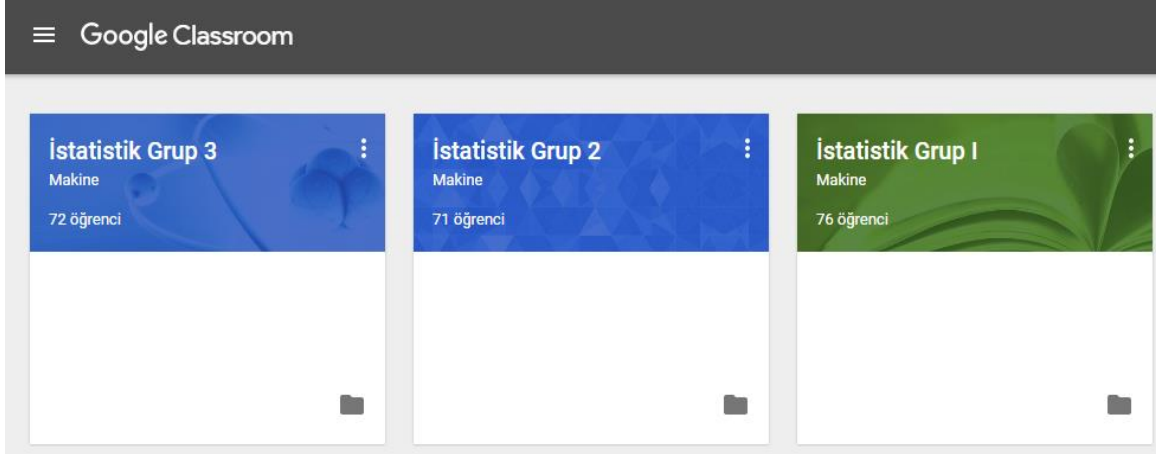 Google Classroom
İstatistik Grup 3
Makine
72 öğrenci
İstatistik Grup 2
Makine
71 öğrenci
İstatistik Grup I
Makine
76 öğrenci